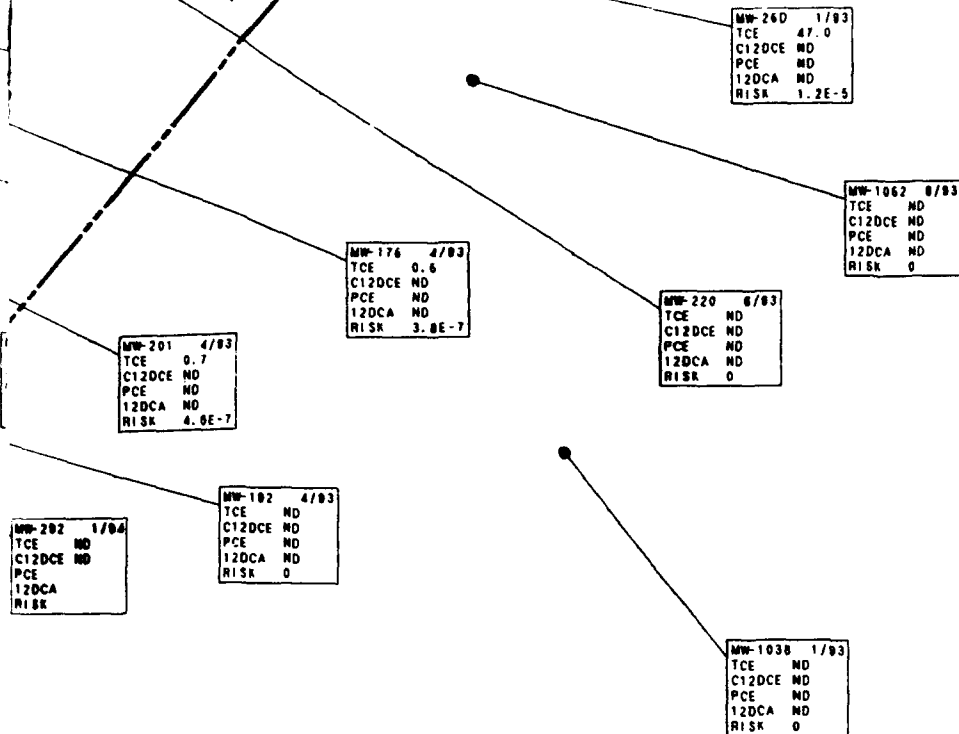 MW-26D 1/93
TCE 47.0
C12DCE ND
PCE ND
12DCA ND
RISK 1.2E-5
MW-1062 8/93
TCE ND
C12DCE ND
PCE ND
12DCA ND
RISK 0
MW-176 4/93
TCE 0.6
C12DCE ND
PCE ND
12DCA ND
RISK 3.8E-7
MW-220 6/93
TCE ND
C12DCE ND
PCE ND
12DCA ND
RISK 0
MW-201 4/93
TCE 0.7
C12DCE ND
PCE ND
12DCA ND
RISK 4.6E-7
MW-192 4/93
TCE ND
C12DCE ND
PCE ND
12DCA ND
RISK 0
MW-292 1/94
TCE ND
C12DCE ND
PCE
12DCA
RISK
MW-1038 1/93
TCE ND
C12DCE ND
PCE ND
12DCA ND
RISK 0